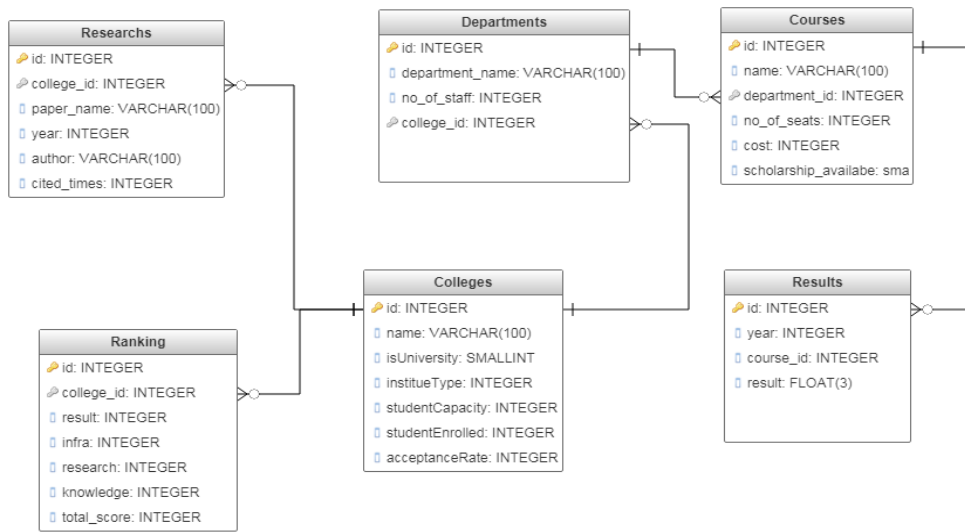 Researchs
id: INTEGER
college_id: INTEGER
paper_name: VARCHAR(100)
year: INTEGER
author: VARCHAR(100)
cited_times: INTEGER
Departments
id: INTEGER
department_name: VARCHAR(100)
no_of_staff: INTEGER
college_id: INTEGER
Courses
id: INTEGER
name: VARCHAR(100)
department_id: INTEGER
no_of_seats: INTEGER
cost: INTEGER
scholarship_availabe: sma
Ranking
id: INTEGER
college_id: INTEGER
result: INTEGER
infra: INTEGER
research: INTEGER
knowledge: INTEGER
total_score: INTEGER
Colleges
id: INTEGER
name: VARCHAR(100)
isUniversity: SMALLINT
institueType: INTEGER
studentCapacity: INTEGER
studentEnrolled: INTEGER
acceptanceRate: INTEGER
Results
id: INTEGER
year: INTEGER
course_id: INTEGER
result: FLOAT(3)